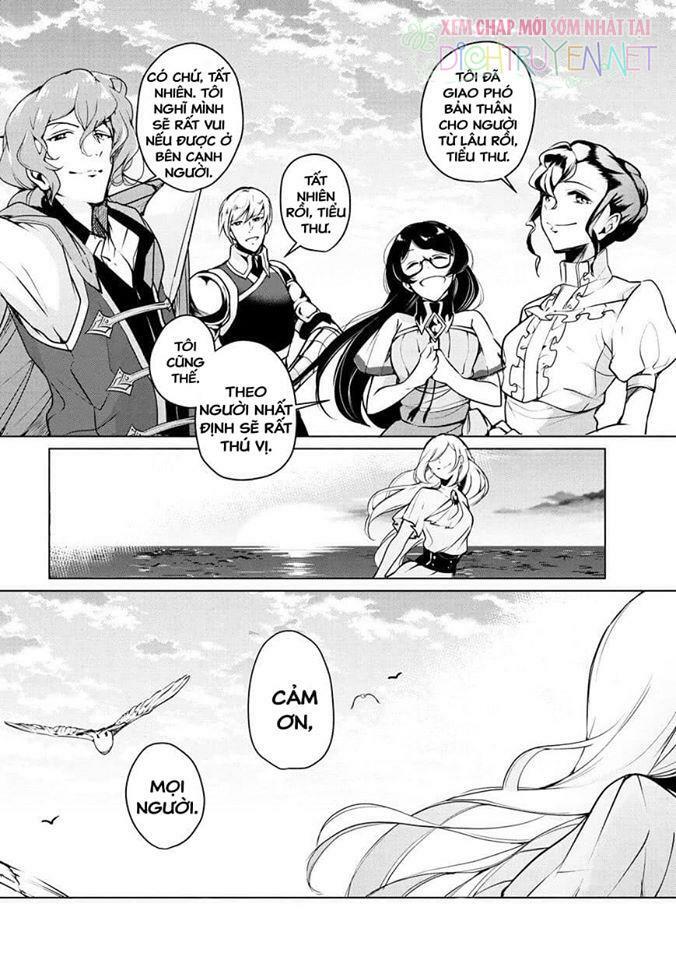 XEM CHAP MỚI SỚM NHẤT TẠI
DICHTRUYEN.NET
TÔI ĐÃ
GIAO PHÓ
BẢN THÂN
CHO NGƯỜI
TỪ LÂU RỒI,
TIỂU THƯ.
CÓ CHỨ, TẤT
NHIÊN. TÔI
NGHĨ MÌNH
SẼ RẤT VUI
NẾU ĐƯỢC Ở
BÊN CẠNH
NGƯỜI.
TẤT
NHIÊN
RỒI, TIỂU
THƯ.
TÔI
CŨNG
THẾ.
THEO
NGƯỜI NHẤT
ĐỊNH SẼ RẤT
THÚ VỊ.
CẢM
ƠN,
MỌI
NGƯỜI.